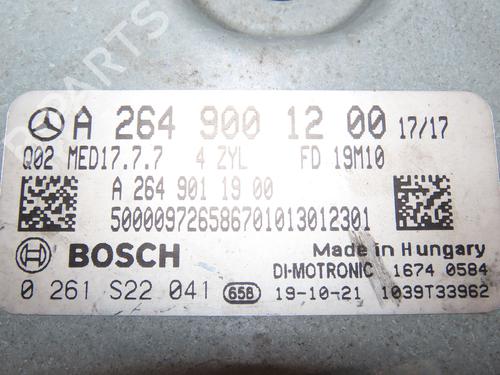 A 264 900 12 00 17/17
Q02 MED17.7.7 4 ZYL FD 19M10
A 264 901 19 00
500009726586701013012301
BOSCH
Made in Hungary
DI-MOTRONIC 1674 0584
0 261 S22 041 658 19-10-21 1039T33962